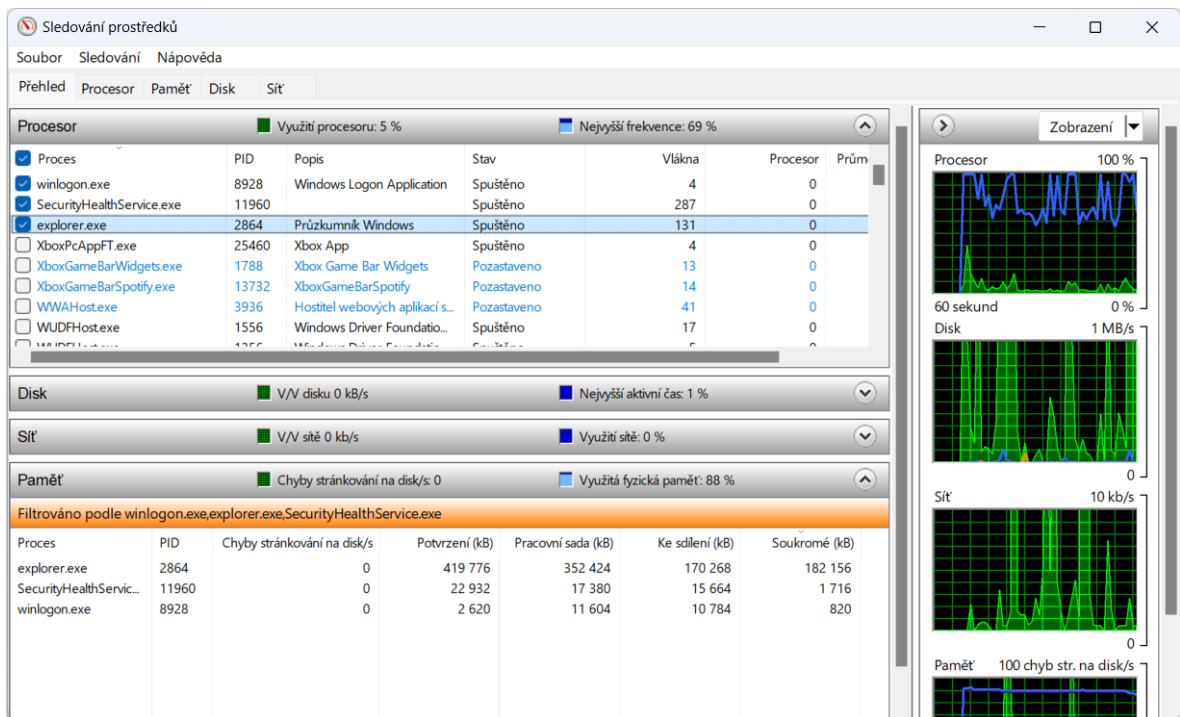 Sledování prostředků
Soubor Sledování Nápověda
Přehled Procesor Paměť Disk Síť
Procesor Využití procesoru: 5 % Nejvyšší frekvence: 69 %
Proces PID Popis Stav Vlákna Procesor Prům
winlogon.exe 8928 Windows Logon Application Spuštěno 4 0
SecurityHealthService.exe 11960 Spuštěno 287 0
explorer.exe 2864 Průzkumník Windows Spuštěno 131 0
XboxPcAppFT.exe 25460 Xbox App Spuštěno 4 0
XboxGameBarWidgets.exe 1788 Xbox Game Bar Widgets Pozastaveno 13 0
XboxGameBarSpotify.exe 13732 XboxGameBarSpotify Pozastaveno 14 0
WWAHost.exe 3936 Hostitel webových aplikací s... Pozastaveno 41 0
WUDFHost.exe 1556 Windows Driver Foundatio... Spuštěno 17 0
Disk V/V disku 0 kB/s Nejvyšší aktivní čas: 1 %
Síť V/V sítě 0 kb/s Využití sítě: 0 %
Paměť Chyby stránkování na disk/s: 0 Využitá fyzická paměť: 88 %
Filtrováno podle winlogon.exe,explorer.exe,SecurityHealthService.exe
Proces PID Chyby stránkování na disk/s Potvrzení (kB) Pracovní sada (kB) Ke sdílení (kB) Soukromé (kB)
explorer.exe 2864 0 419 776 352 424 170 268 182 156
SecurityHealthServic... 11960 0 22 932 17 380 15 664 1 716
winlogon.exe 8928 0 2 620 11 604 10 784 820
Zobrazení
Procesor 100 %
60 sekund 0 %
Disk 1 MB/s
0
Síť 10 kb/s
0
Paměť 100 chyb str. na disk/s